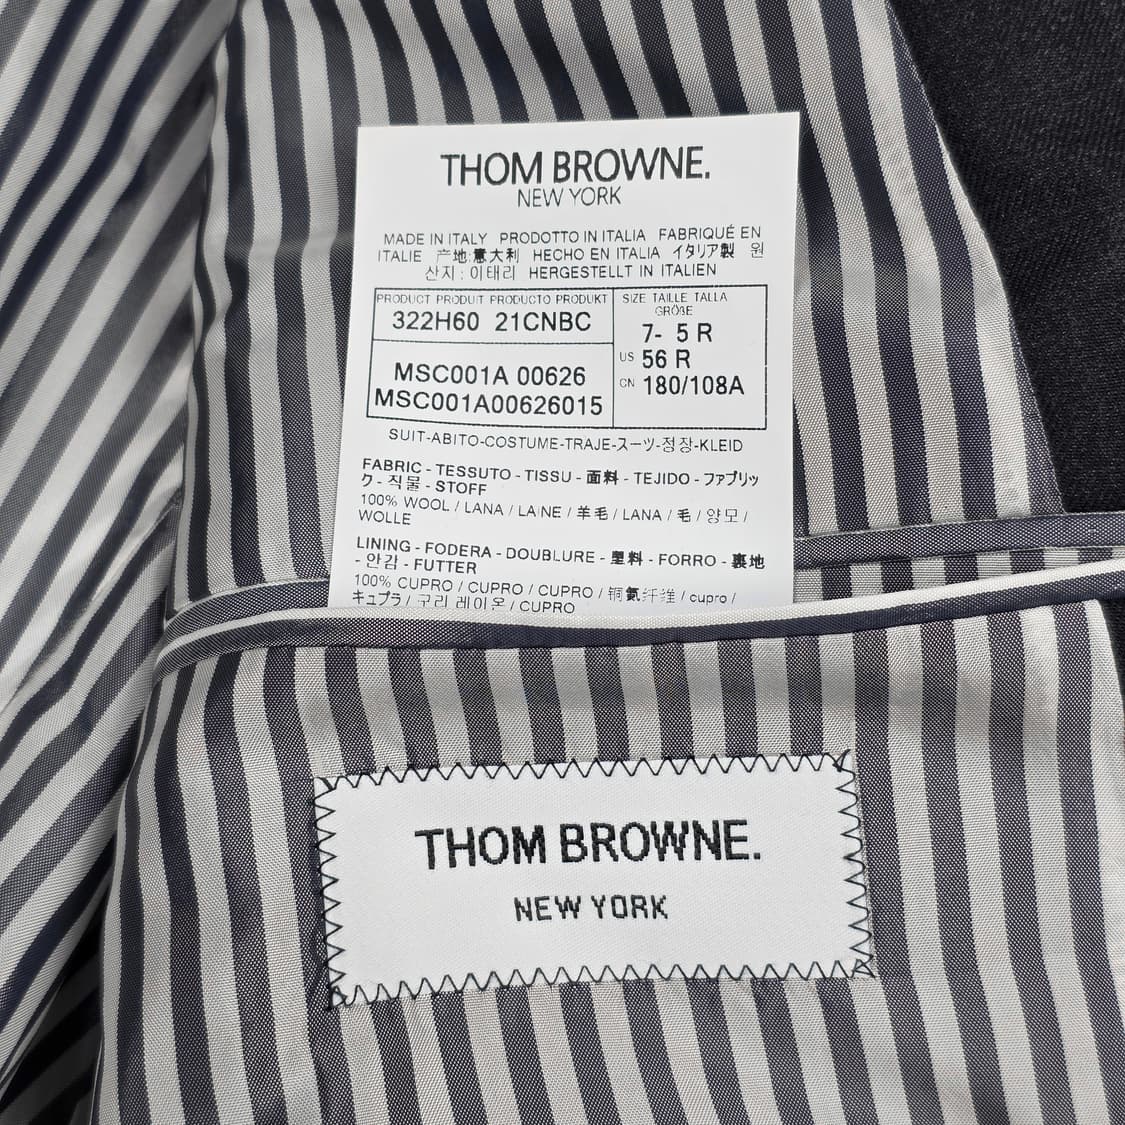 THOM BROWNE.
NEW YORK
MADE IN ITALY PRODOTTO IN ITALIA FABRIQUÉ EN
ITALIE 产地:意大利 HECHO EN ITALIA イタリア製 원
산지 : 이태리 HERGESTELLT IN ITALIEN
PRODUCT PRODUIT PRODUCTO PRODUKT
322H60 21CNBC
MSC001A 00626
MSC001A00626015
SIZE TAILLE TALLA
GRÖßE
7- 5 R
US 56 R
CN 180/108A
SUIT-ABITO-COSTUME-TRAJE-スーツ-정장-KLEID
FABRIC - TESSUTO - TISSU - 面料 - TEJIDO - ファブリッ
ク - 직물 - STOFF
100% WOOL / LANA / LAINE / 羊毛 / LANA / 毛 / 양모 /
WOLLE
LINING - FODERA - DOUBLURE - 塑料 - FORRO - 裏地
- 안감 - FUTTER
100% CUPRO / CUPRO / CUPRO / 铜氨纤维 / cupro /
キュプラ / 구리 레이온 / CUPRO
THOM BROWNE.
NEW YORK